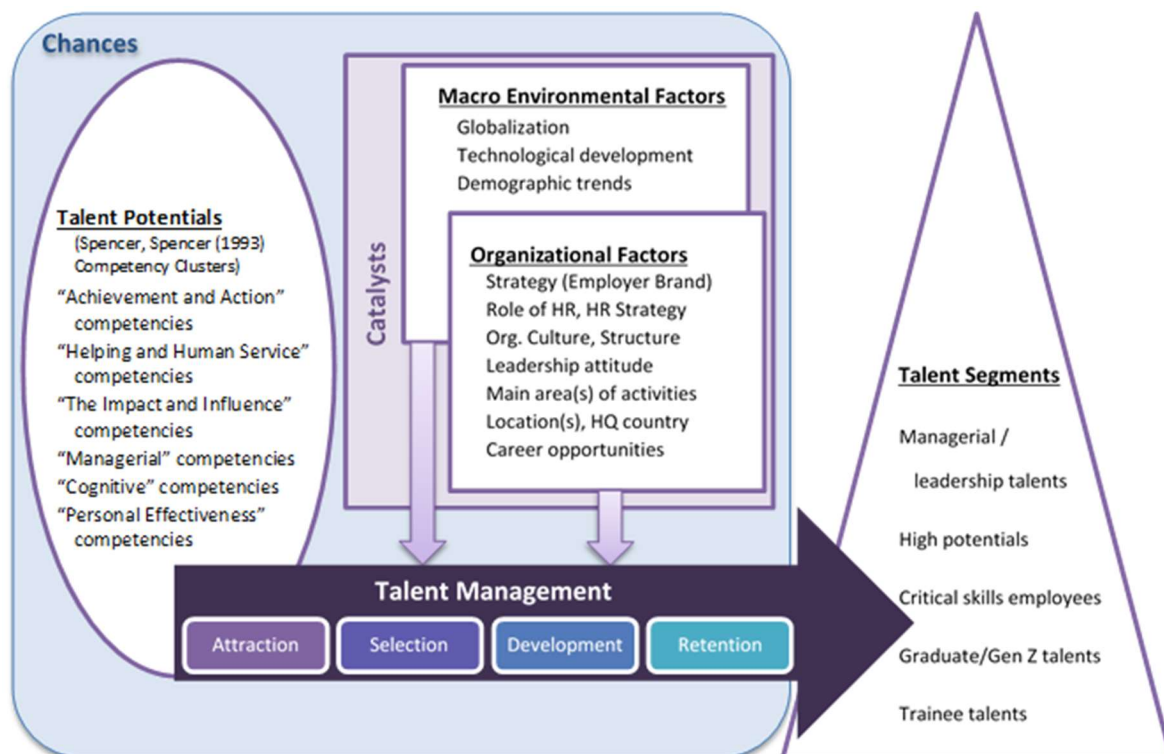 Chances
Talent Potentials
(Spencer, Spencer (1993)
Competency Clusters)
“Achievement and Action”
competencies
“Helping and Human Service”
competencies
“The Impact and Influence”
competencies
“Managerial” competencies
“Cognitive” competencies
“Personal Effectiveness”
competencies
Catalysts
Macro Environmental Factors
Globalization
Technological development
Demographic trends
Organizational Factors
Strategy (Employer Brand)
Role of HR, HR Strategy
Org. Culture, Structure
Leadership attitude
Main area(s) of activities
Location(s), HQ country
Career opportunities
Talent Management
Attraction
Selection
Development
Retention
Talent Segments
Managerial /
leadership talents
High potentials
Critical skills employees
Graduate/Gen Z talents
Trainee talents